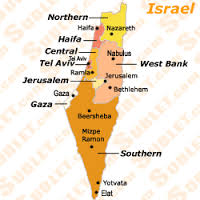 Israel
Northern
Haifa
Nazareth
Haifa
Central
Nabulus
Tel Aviv
Tel Aviv
West Bank
Ramla
Jerusalem
Jerusalem
Bethlehem
Gaza
Gaza
Beersheba
Mizpe
Ramon
Southern
Yotvata
Elat